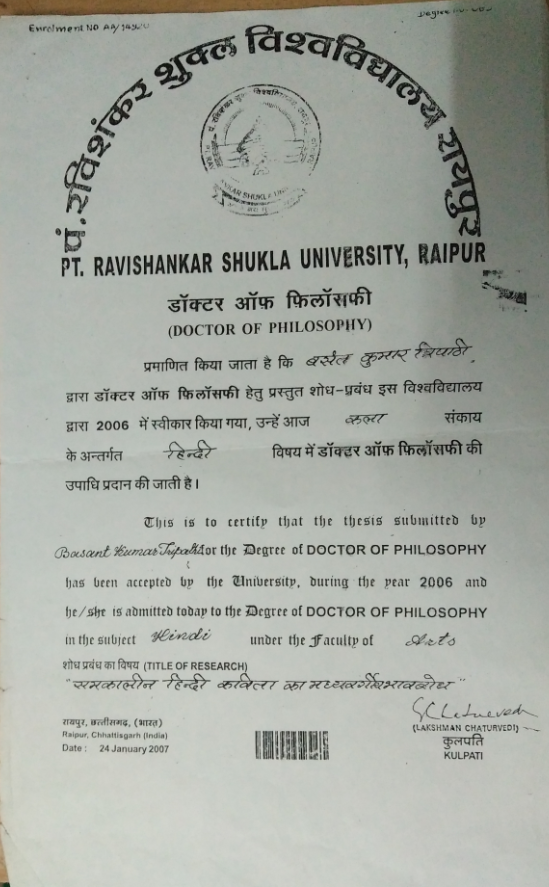 Enrolment NO AA/
पं. रविशंकर शुक्ल विश्वविद्यालय रायपुर
PT. RAVISHANKAR SHUKLA UNIVERSITY, RAIPUR
डॉक्टर ऑफ फिलॉसफी
(DOCTOR OF PHILOSOPHY)
प्रमाणित किया जाता है कि बसंत कुमार त्रिपाठी
द्वारा डॉक्टर ऑफ फिलॉसफी हेतु प्रस्तुत शोध-प्रबंध इस विश्वविद्यालय
द्वारा 2006 में स्वीकार किया गया, उन्हें आज कला संकाय
के अन्तर्गत हिन्दी विषय में डॉक्टर ऑफ फिलॉसफी की
उपाधि प्रदान की जाती है।
This is to certify that the thesis submitted by
Basant Kumar Tripathi for the Degree of DOCTOR OF PHILOSOPHY
has been accepted by the University, during the year 2006 and
he/she is admitted today to the Degree of DOCTOR OF PHILOSOPHY
in the subject Hindi under the Faculty of Arts
शोध प्रबंध का विषय (TITLE OF RESEARCH)
"समकालीन हिन्दी कविता का मध्यवर्गीय भावबोध"
रायपुर, छत्तीसगढ़, (भारत)
Raipur, Chhattisgarh (India)
Date : 24 January 2007
(LAKSHMAN CHATURVEDI)
कुलपति
KULPATI